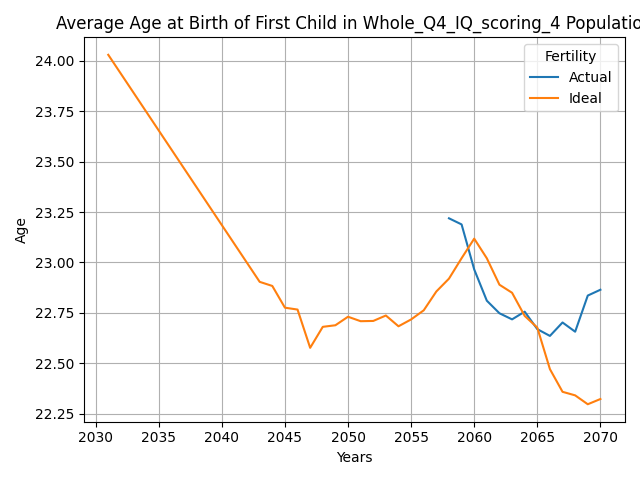 Average Age at Birth of First Child in Whole_Q4_IQ_scoring_4 Populatio
Fertility
Actual
Ideal
24.00
23.75
23.50
23.25
23.00
22.75
22.50
22.25
Age
2030 2035 2040 2045 2050 2055 2060 2065 2070
Years